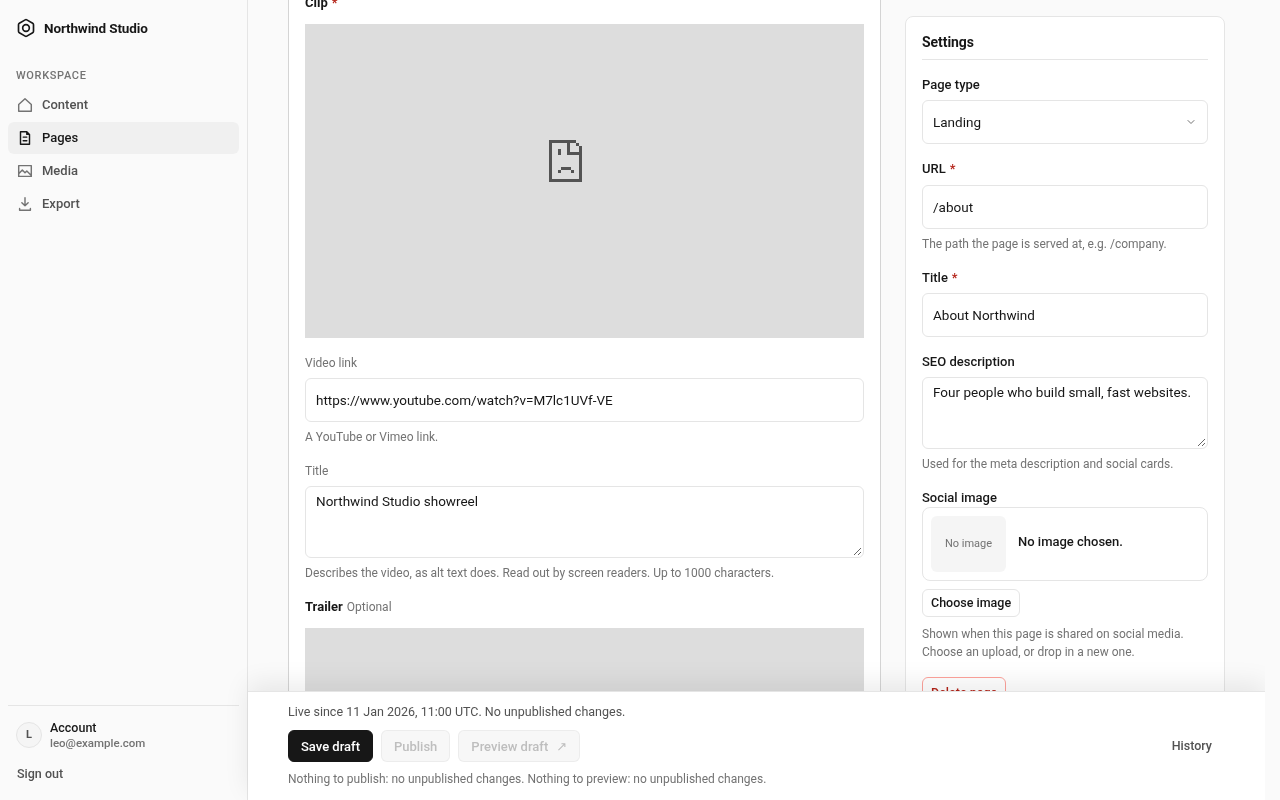 Northwind Studio
WORKSPACE
Content
Pages
Media
Export
Account
L
leo@example.com
Sign out
Clip *
Video link
https://www.youtube.com/watch?v=M7lc1UVf-VE
A YouTube or Vimeo link.
Title
Northwind Studio showreel
Describes the video, as alt text does. Read out by screen readers. Up to 1000 characters.
Trailer Optional
Settings
Page type
Landing
URL *
/about
The path the page is served at, e.g. /company.
Title *
About Northwind
SEO description
Four people who build small, fast websites.
Used for the meta description and social cards.
Social image
No image
No image chosen.
Choose image
Shown when this page is shared on social media.
Choose an upload, or drop in a new one.
Delete page
Live since 11 Jan 2026, 11:00 UTC. No unpublished changes.
Save draft
Publish
Preview draft ↗
History
Nothing to publish: no unpublished changes. Nothing to preview: no unpublished changes.